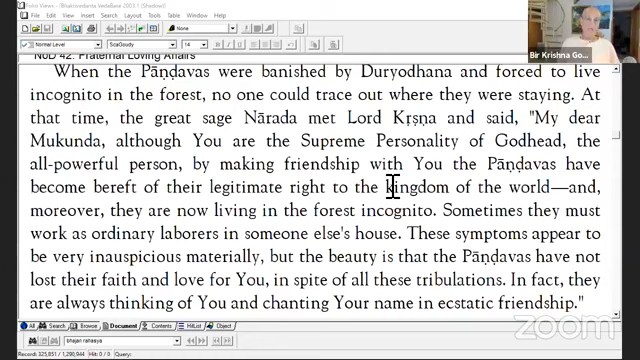 Folio Views - [Bhaktivedanta VedaBase 2003.1 (Shadow)]
File Edit View Search Insert Layout Customize Tools Window Help
Normal Level ScaGoudy 14 None
NoD 42: Fraternal Loving Affairs
When the Pāṇḍavas were banished by Duryodhana and forced to live
incognito in the forest, no one could trace out where they were staying. At
that time, the great sage Nārada met Lord Kṛṣṇa and said, "My dear
Mukunda, although You are the Supreme Personality of Godhead, the
all-powerful person, by making friendship with You the Pāṇḍavas have
become bereft of their legitimate right to the kingdom of the world—and,
moreover, they are now living in the forest incognito. Sometimes they must
work as ordinary laborers in someone else's house. These symptoms appear to
be very inauspicious materially, but the beauty is that the Pāṇḍavas have not
lost their faith and love for You, in spite of all these tribulations. In fact, they
are always thinking of You and chanting Your name in ecstatic friendship."
All Search Browse Document Contents HitList Object
None bhajan rahasya
Record: 325,851 / 1,298,944 Hit: 0 / 0 Query:
Bir Krishna Go...
zoom